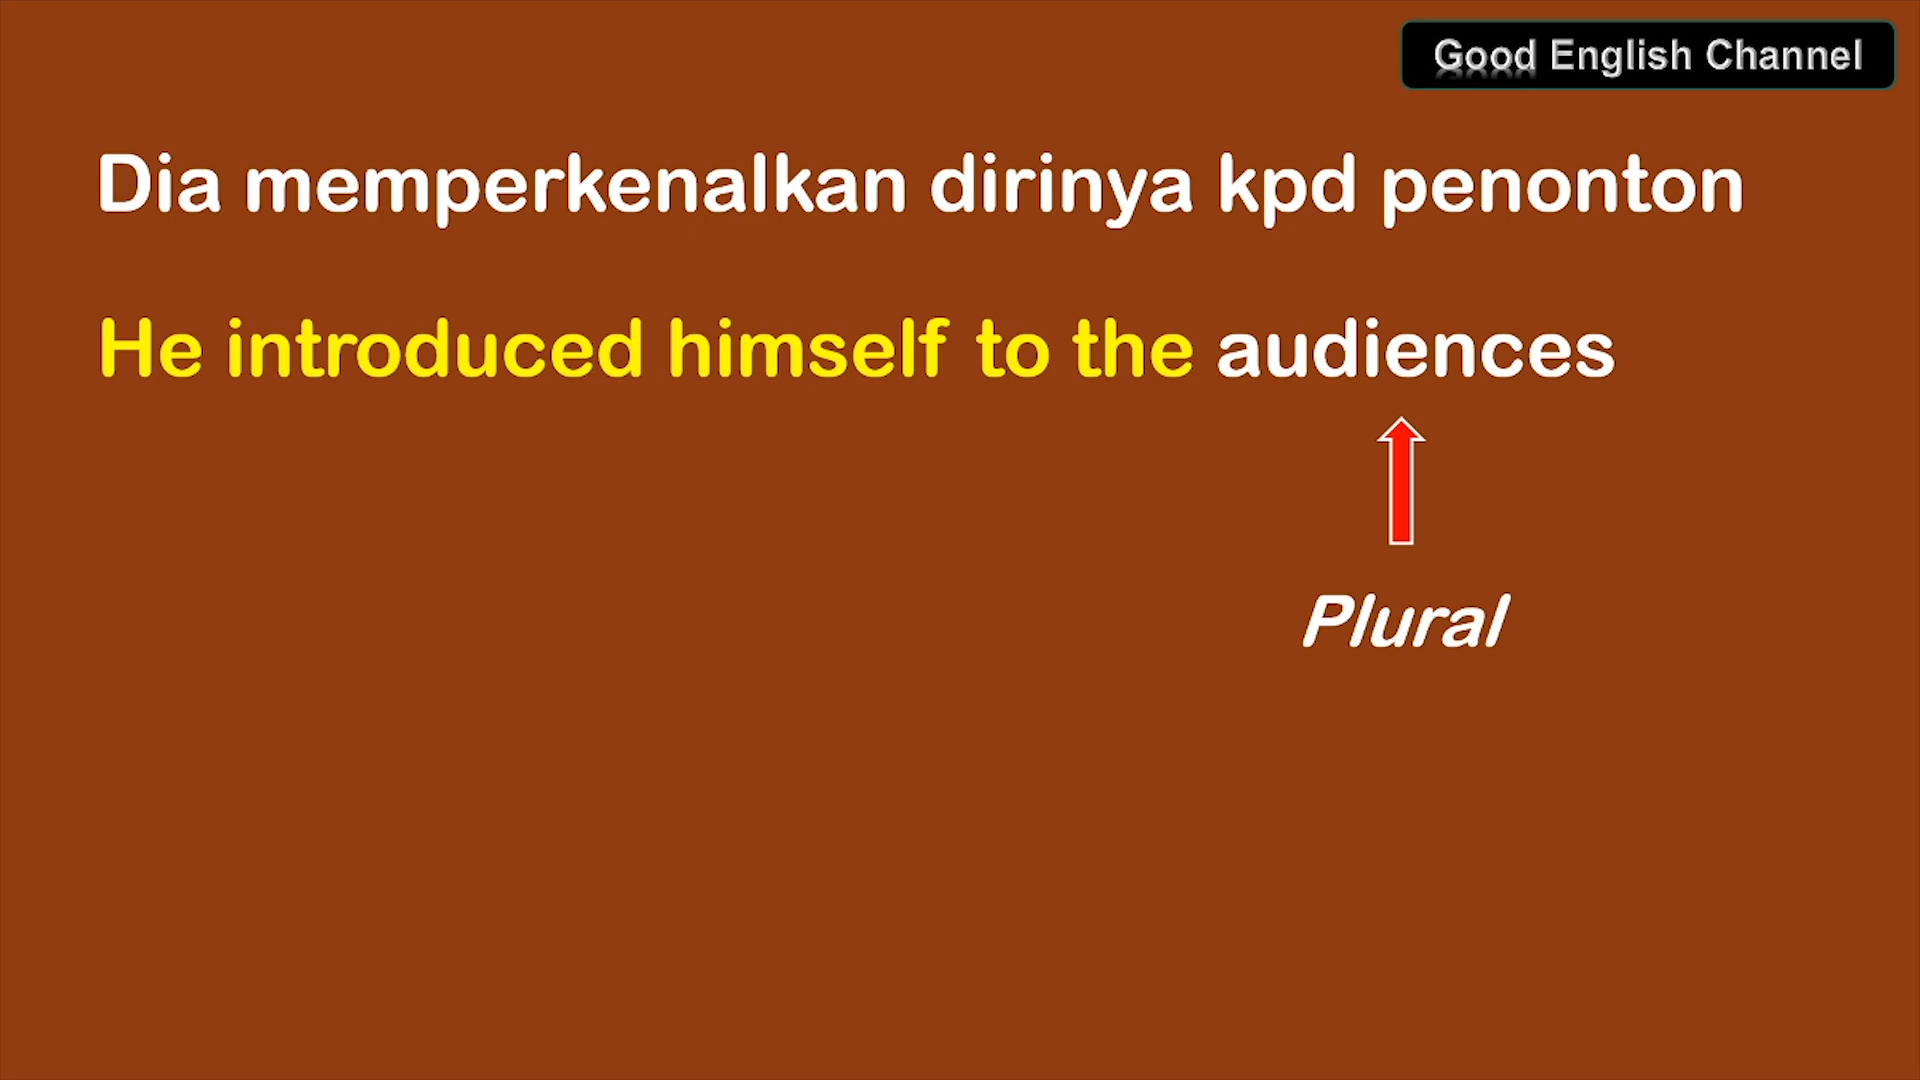 Good English Channel
Dia memperkenalkan dirinya kpd penonton
He introduced himself to the audiences
Plural